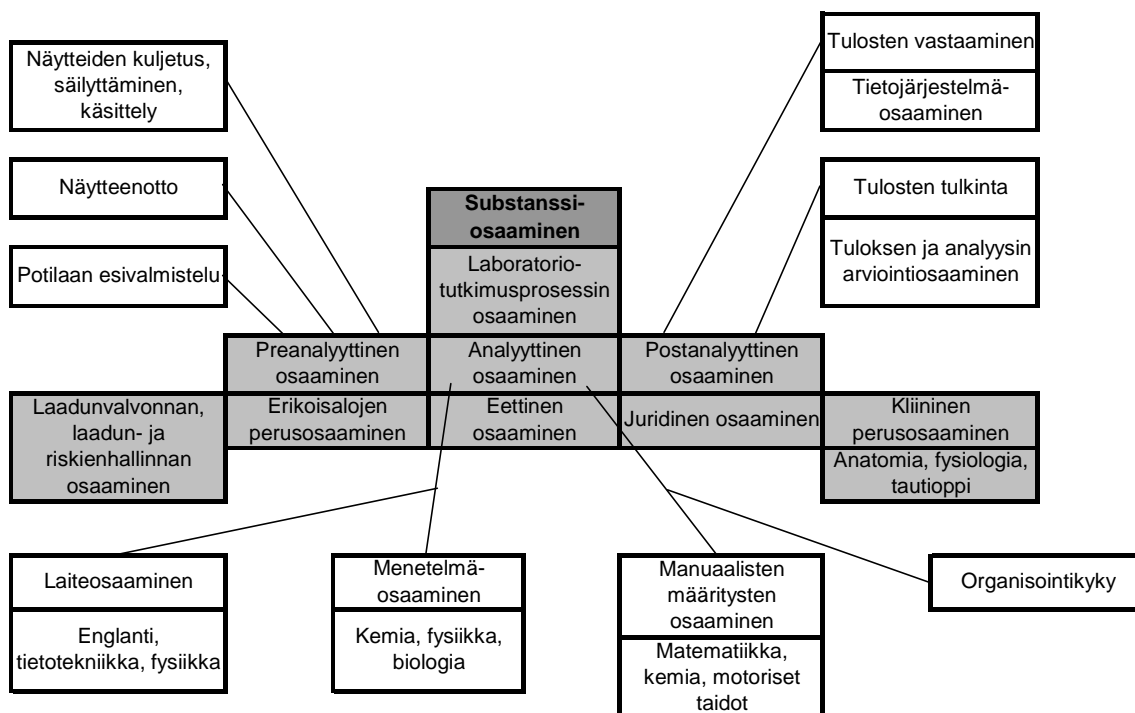 Näytteiden kuljetus,
säilyttäminen,
käsittely
Tulosten vastaaminen
Tietojärjestelmä-
osaaminen
Näytteenotto
Tulosten tulkinta
Tuloksen ja analyysin
arviointiosaaminen
Potilaan esivalmistelu
Substanssi-
osaaminen
Laboratorio-
tutkimusprosessin
osaaminen
Preanalyyttinen
osaaminen
Analyyttinen
osaaminen
Postanalyyttinen
osaaminen
Laadunvalvonnan,
laadun- ja
riskienhallinnan
osaaminen
Erikoisalojen
perusosaaminen
Eettinen
osaaminen
Juridinen osaaminen
Kliininen
perusosaaminen
Anatomia, fysiologia,
tautioppi
Laiteosaaminen
Englanti,
tietotekniikka, fysiikka
Menetelmä-
osaaminen
Kemia, fysiikka,
biologia
Manuaalisten
määritysten
osaaminen
Matematiikka,
kemia, motoriset
taidot
Organisointikyky